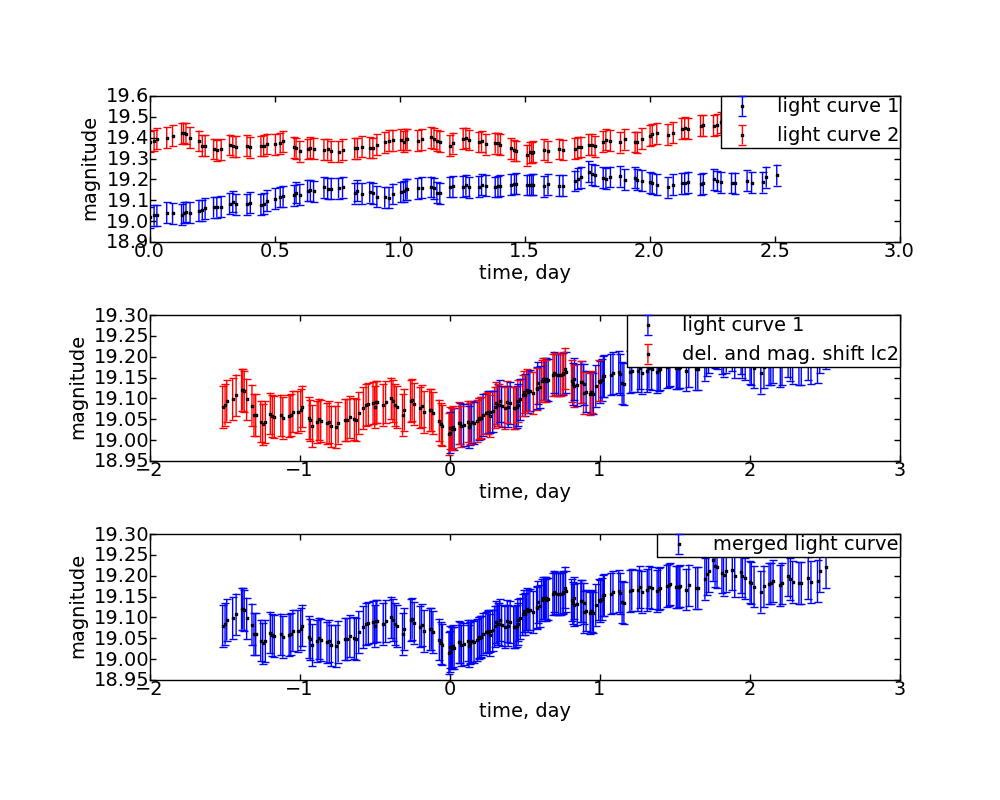 19.6
19.5
19.4
19.3
19.2
19.1
19.0
18.9
magnitude
light curve 1
light curve 2
0.0 0.5 1.0 1.5 2.0 2.5 3.0
time, day
19.30
19.25
19.20
19.15
19.10
19.05
19.00
18.95
magnitude
light curve 1
del. and mag. shift lc2
−2 −1 0 1 2 3
time, day
19.30
19.25
19.20
19.15
19.10
19.05
19.00
18.95
magnitude
merged light curve
−2 −1 0 1 2 3
time, day